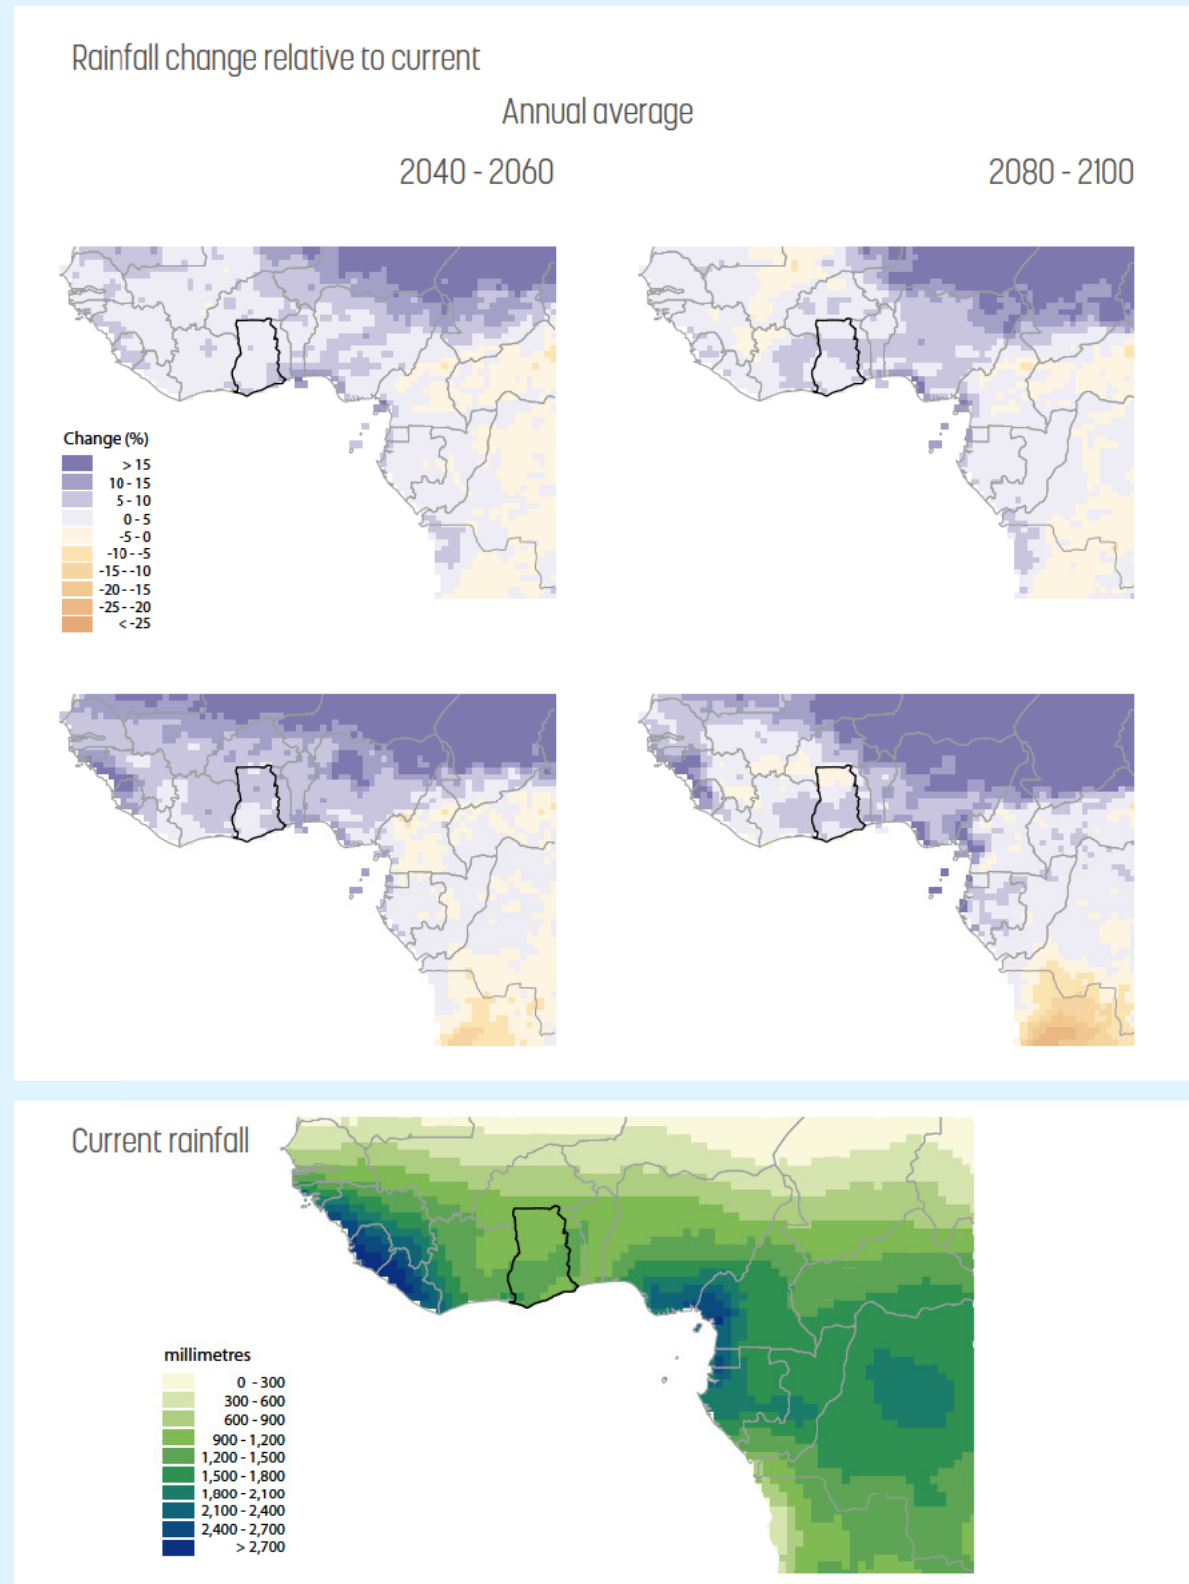 Rainfall change relative to current
Annual average
2040 - 2060
2080 - 2100
Change (%)
> 15
10 - 15
5 - 10
0 - 5
-5 - 0
-10 - -5
-15 - -10
-20 - -15
-25 - -20
< -25
Current rainfall
millimetres
0 - 300
300 - 600
600 - 900
900 - 1,200
1,200 - 1,500
1,500 - 1,800
1,800 - 2,100
2,100 - 2,400
2,400 - 2,700
> 2,700